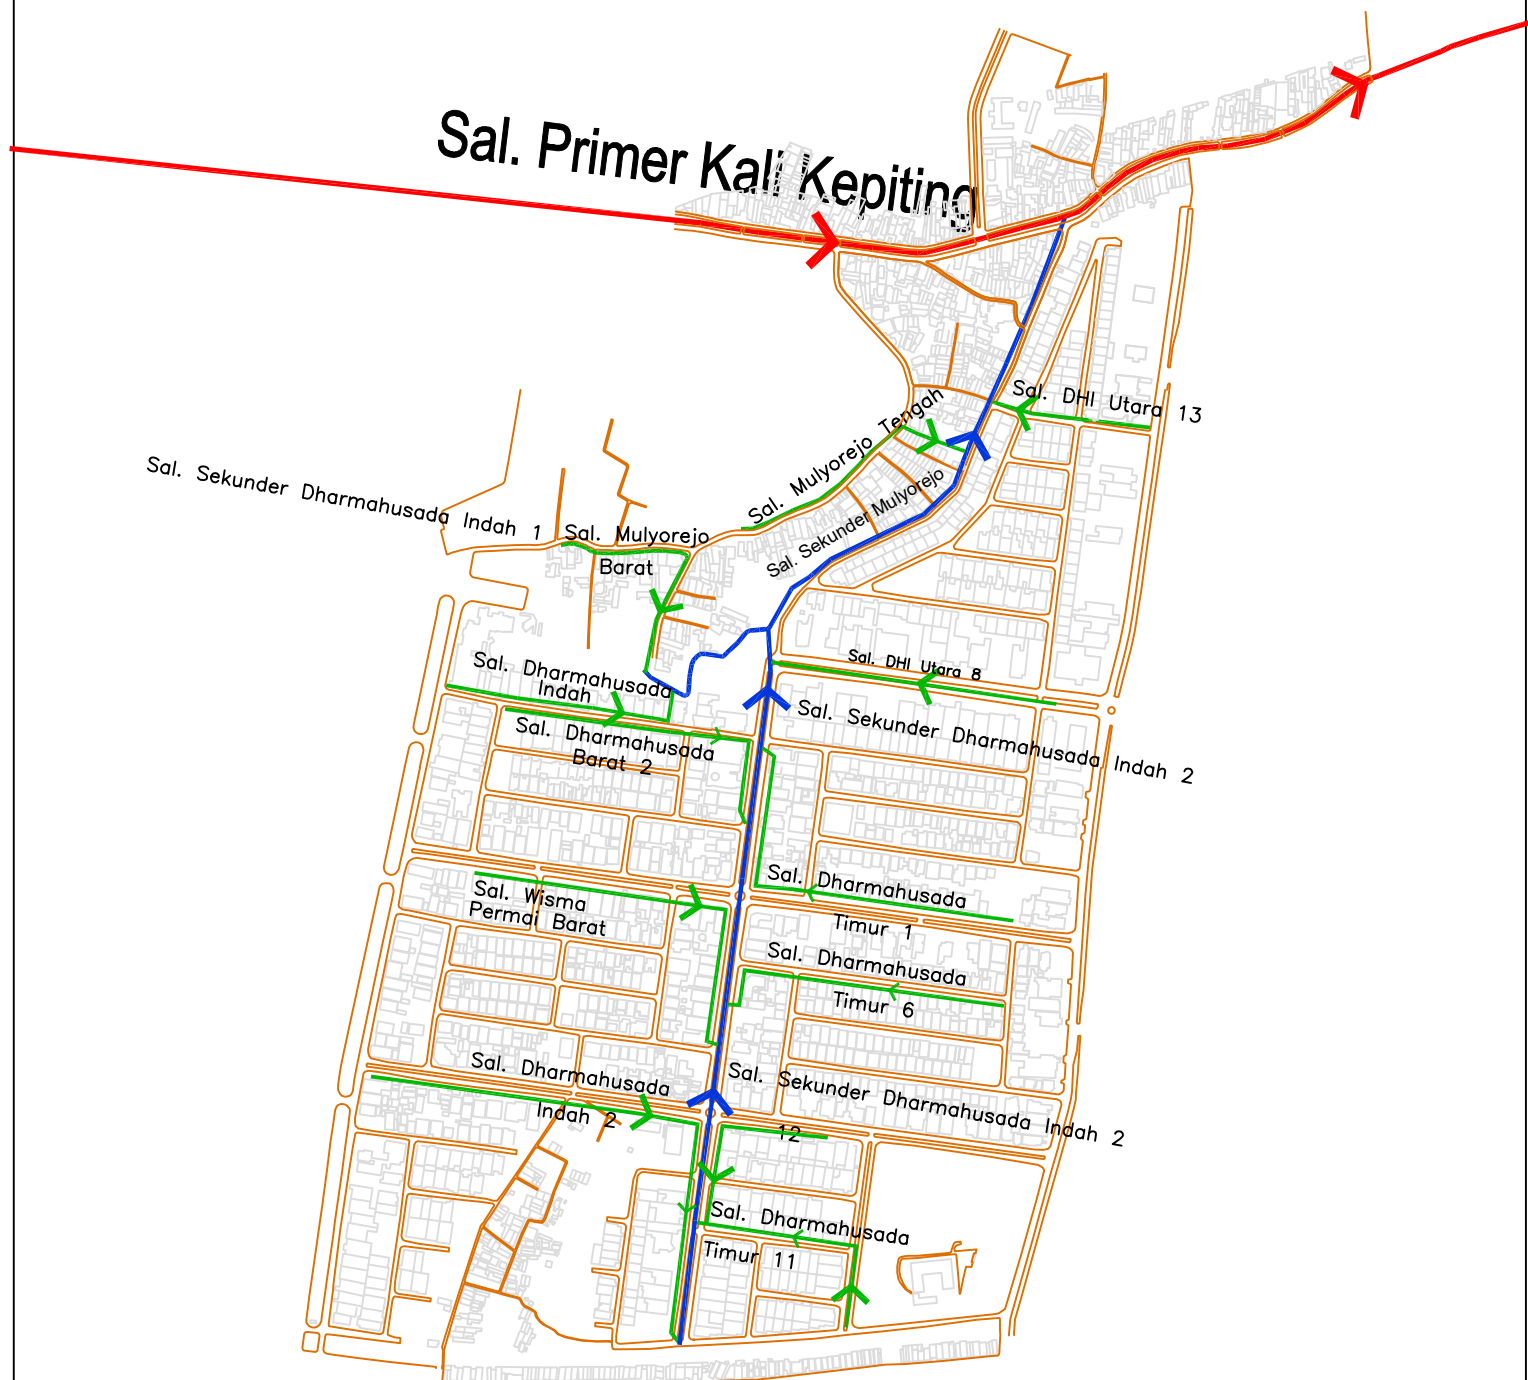 Sal. Primer Kali Kepiting
Sal. DHI Utara 13
Sal. Mulyorejo Tengah
Sal. Sekunder Mulyorejo
Sal. Sekunder Dharmahusada Indah 1
Sal. Mulyorejo
Barat
Sal. DHI Utara 8
Sal. Dharmahusada
Indah
Sal. Sekunder Dharmahusada Indah 2
Sal. Dharmahusada
Barat 2
Sal. Dharmahusada
Timur 1
Sal. Wisma
Permai Barat
Sal. Dharmahusada
Timur 6
Sal. Dharmahusada
Indah 2
Sal. Sekunder Dharmahusada Indah 2
12
Sal. Dharmahusada
Timur 11